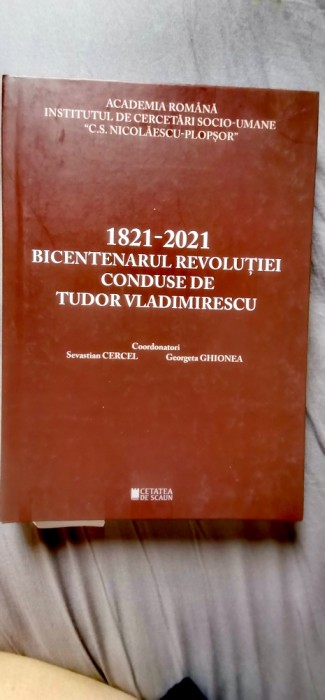 ACADEMIA ROMÂNĂ
INSTITUTUL DE CERCETĂRI SOCIO-UMANE
"C.S. NICOLĂESCU-PLOPȘOR"
1821-2021
BICENTENARUL REVOLUȚIEI
CONDUSE DE
TUDOR VLADIMIRESCU
Coordonatori
Sevastian CERCEL Georgeta GHIONEA
CETATEA
DE SCAUN